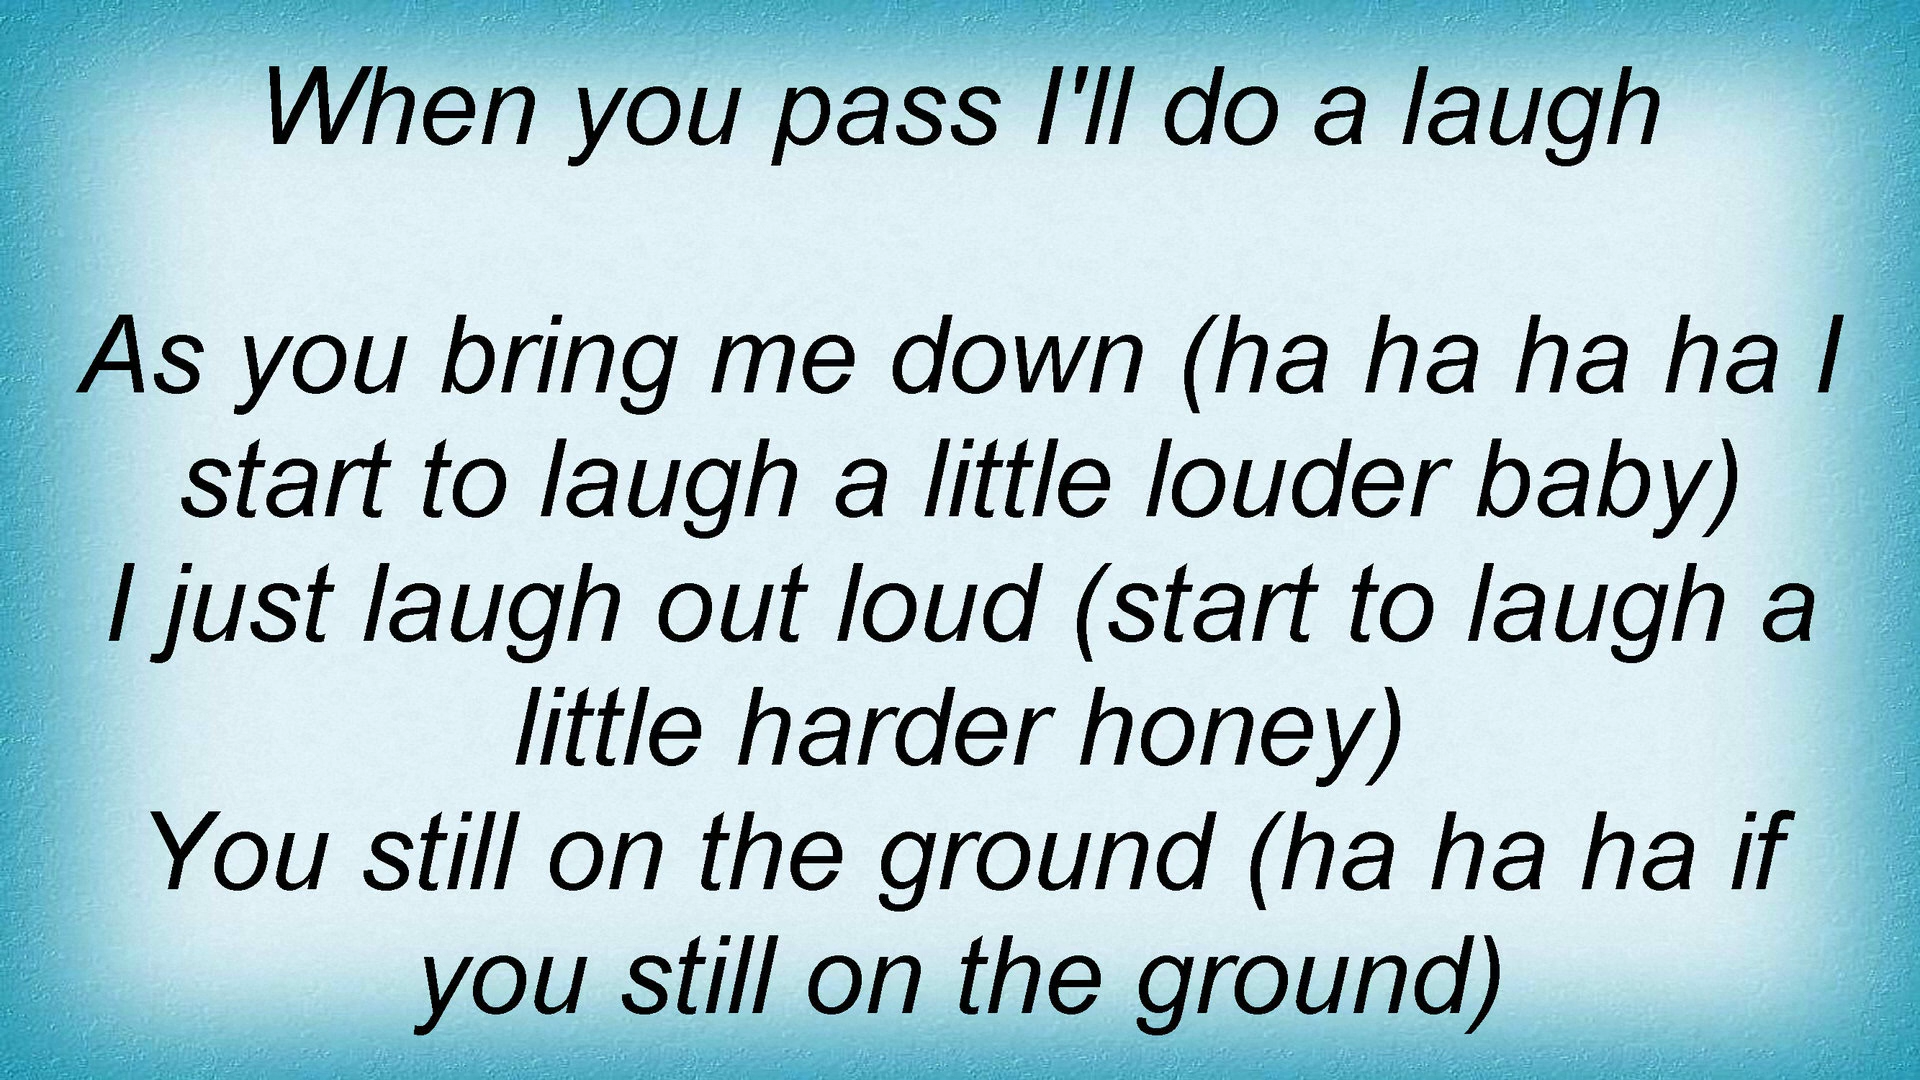 When you pass I'll do a laugh
As you bring me down (ha ha ha ha I
start to laugh a little louder baby)
I just laugh out loud (start to laugh a
little harder honey)
You still on the ground (ha ha ha if
you still on the ground)